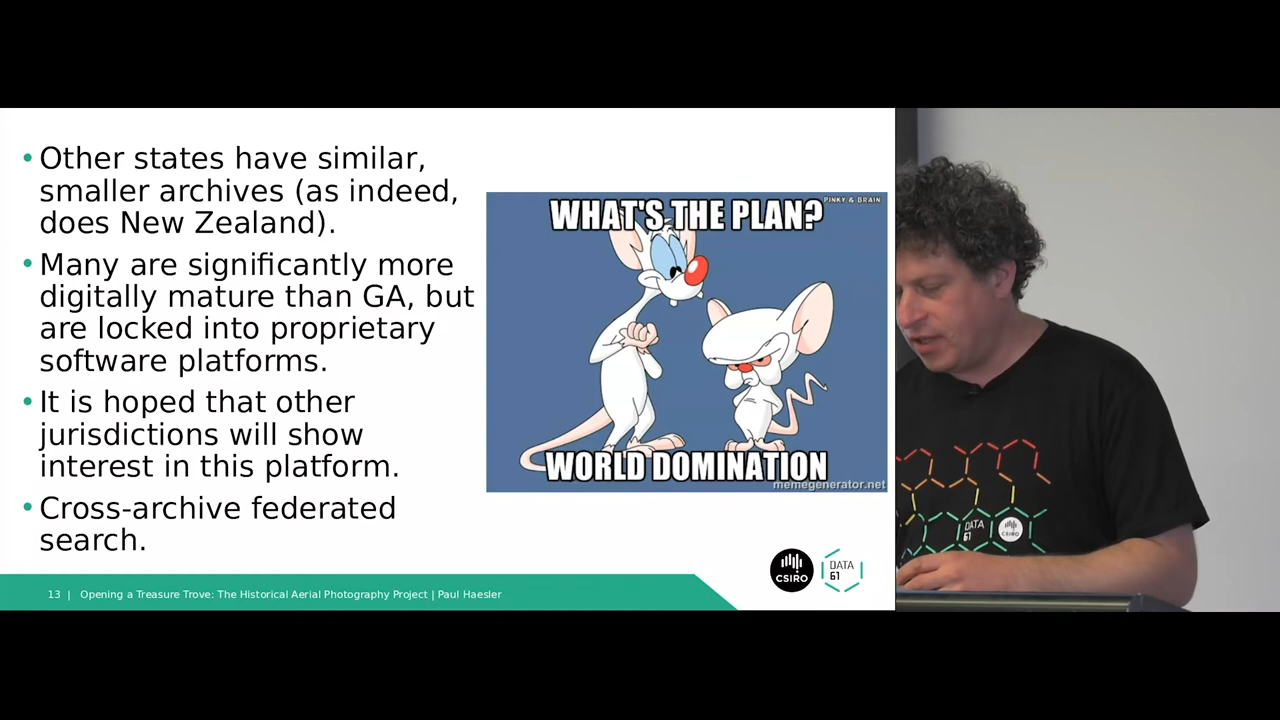 • Other states have similar,
smaller archives (as indeed,
does New Zealand).
• Many are significantly more
digitally mature than GA, but
are locked into proprietary
software platforms.
• It is hoped that other
jurisdictions will show
interest in this platform.
• Cross-archive federated
search.
PINKY & BRAIN
WHAT'S THE PLAN?
WORLD DOMINATION
memegenerator.net
CSIRO
DATA
61
13 | Opening a Treasure Trove: The Historical Aerial Photography Project | Paul Haesler
DATA
61
CSIRO